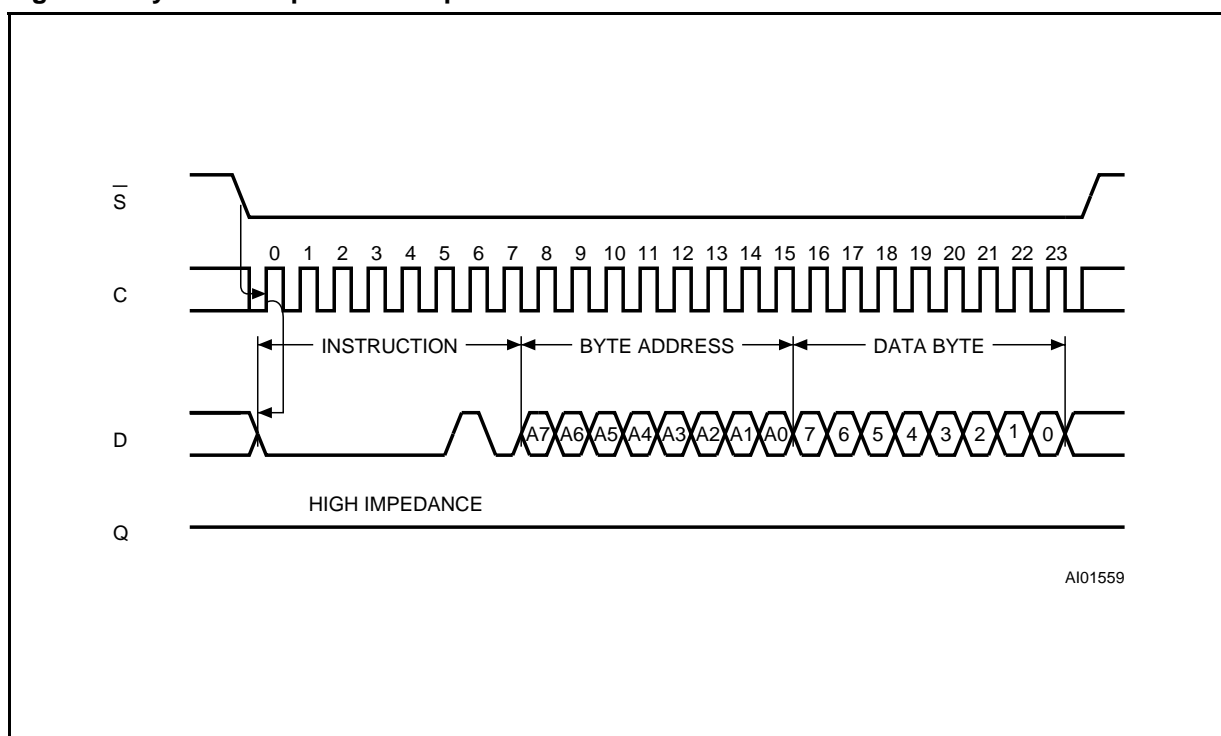 S
0 1 2 3 4 5 6 7 8 9 10 11 12 13 14 15 16 17 18 19 20 21 22 23
C
INSTRUCTION BYTE ADDRESS DATA BYTE
D A7 A6 A5 A4 A3 A2 A1 A0 7 6 5 4 3 2 1 0
HIGH IMPEDANCE
Q
AI01559